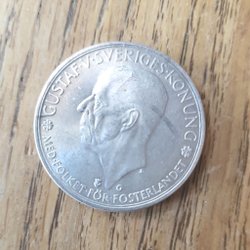 GUSTAF·V·SVERIGES·KONUNG
MED·FOLKET·FÖR·FOSTERLANDET
G